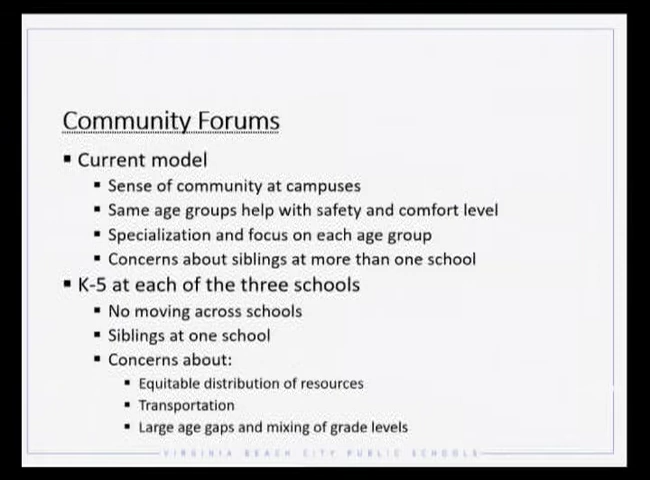 Community Forums
▪ Current model
▪ Sense of community at campuses
▪ Same age groups help with safety and comfort level
▪ Specialization and focus on each age group
▪ Concerns about siblings at more than one school
▪ K-5 at each of the three schools
▪ No moving across schools
▪ Siblings at one school
▪ Concerns about:
▪ Equitable distribution of resources
▪ Transportation
▪ Large age gaps and mixing of grade levels
VIRGINIA BEACH CITY PUBLIC SCHOOLS